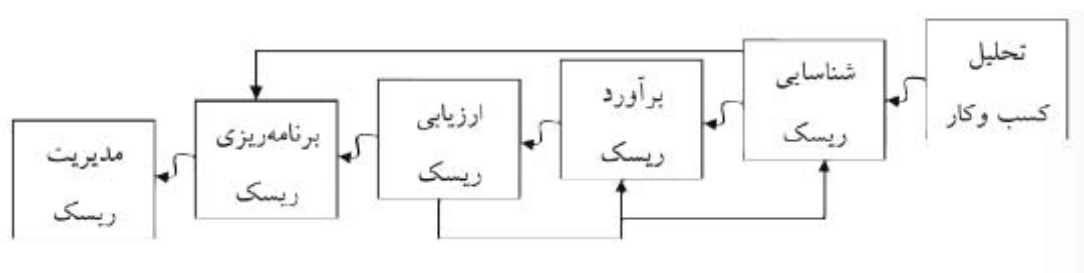 تحلیل
کسب وکار
شناسایی
ریسک
برآورد
ریسک
ارزیابی
ریسک
برنامه‌ریزی
ریسک
مدیریت
ریسک